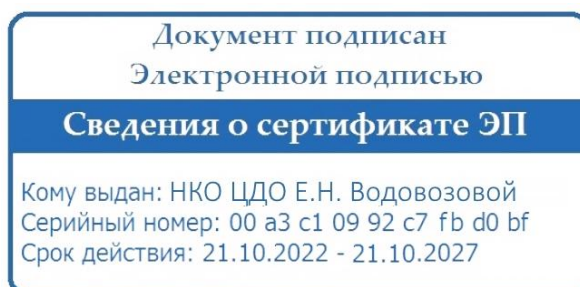 Документ подписан
Электронной подписью
Сведения о сертификате ЭП
Кому выдан: НКО ЦДО Е.Н. Водовозовой
Серийный номер: 00 a3 c1 09 92 c7 fb d0 bf
Срок действия: 21.10.2022 - 21.10.2027